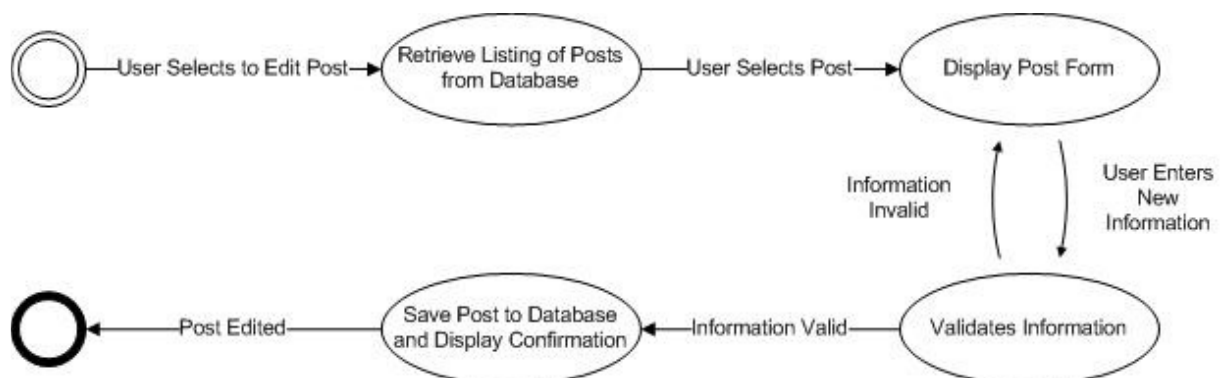 User Selects to Edit Post
Retrieve Listing of Posts
from Database
User Selects Post
Display Post Form
Information
Invalid
User Enters
New
Information
Validates Information
Information Valid
Save Post to Database
and Display Confirmation
Post Edited